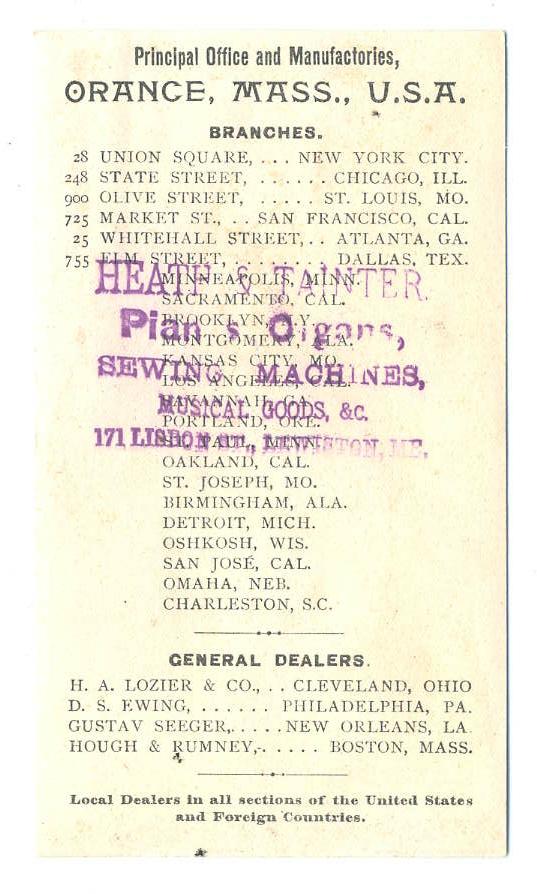 Principal Office and Manufactories,
ORANGE, MASS., U.S.A.
BRANCHES.
28 UNION SQUARE, . . . NEW YORK CITY.
248 STATE STREET, . . . . . . CHICAGO, ILL.
900 OLIVE STREET, . . . . . ST. LOUIS, MO.
725 MARKET ST., . . SAN FRANCISCO, CAL.
25 WHITEHALL STREET, . . ATLANTA, GA.
755 ELM STREET, . . . . . . . . DALLAS, TEX.
HEATH & TAINTER.
MINNEAPOLIS, MINN.
SACRAMENTO, CAL.
BROOKLYN, N.Y.
Pianos Organs,
MONTGOMERY, ALA.
KANSAS CITY, MO.
SEWING MACHINES,
LOS ANGELES, CAL.
SAVANNAH, GA.
MUSICAL GOODS, &C.
PORTLAND, ORE.
171 LISBON ST., LEWISTON, ME.
ST. PAUL, MINN.
OAKLAND, CAL.
ST. JOSEPH, MO.
BIRMINGHAM, ALA.
DETROIT, MICH.
OSHKOSH, WIS.
SAN JOSÉ, CAL.
OMAHA, NEB.
CHARLESTON, S.C.
GENERAL DEALERS.
H. A. LOZIER & CO., . . CLEVELAND, OHIO
D. S. EWING, . . . . . . PHILADELPHIA, PA.
GUSTAV SEEGER, . . . . . NEW ORLEANS, LA.
HOUGH & RUMNEY, . . . . . BOSTON, MASS.
Local Dealers in all sections of the United States
and Foreign Countries.